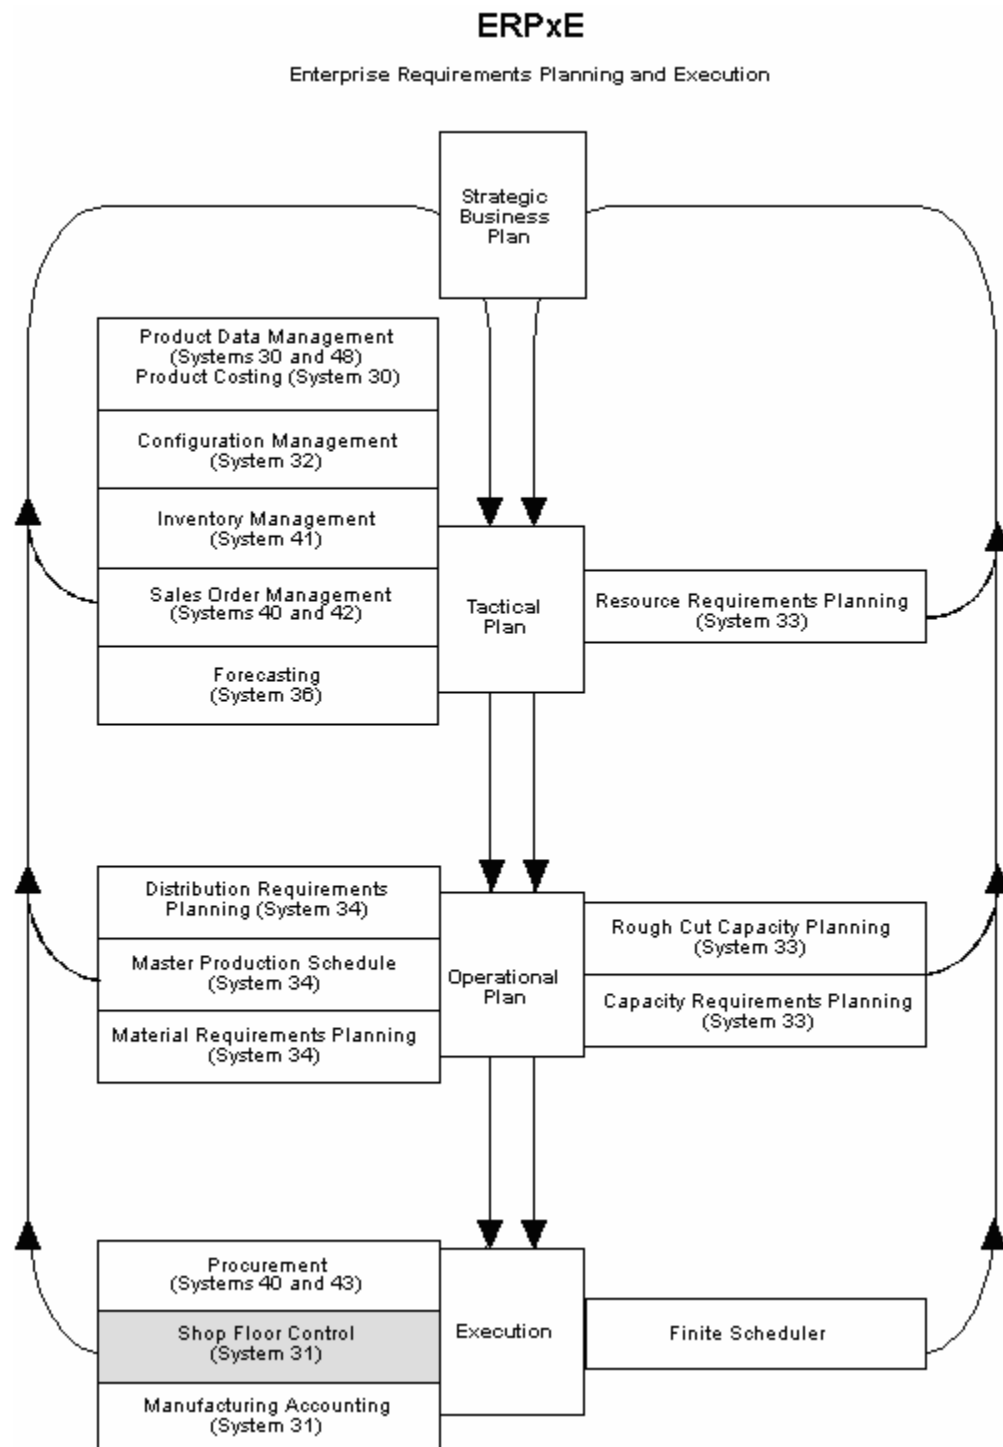 ERPxE
Enterprise Requirements Planning and Execution
Strategic
Business
Plan
Product Data Management
(Systems 30 and 48)
Product Costing (System 30)
Configuration Management
(System 32)
Inventory Management
(System 41)
Sales Order Management
(Systems 40 and 42)
Forecasting
(System 36)
Tactical
Plan
Resource Requirements Planning
(System 33)
Distribution Requirements
Planning (System 34)
Master Production Schedule
(System 34)
Material Requirements Planning
(System 34)
Operational
Plan
Rough Cut Capacity Planning
(System 33)
Capacity Requirements Planning
(System 33)
Procurement
(Systems 40 and 43)
Shop Floor Control
(System 31)
Manufacturing Accounting
(System 31)
Execution
Finite Scheduler